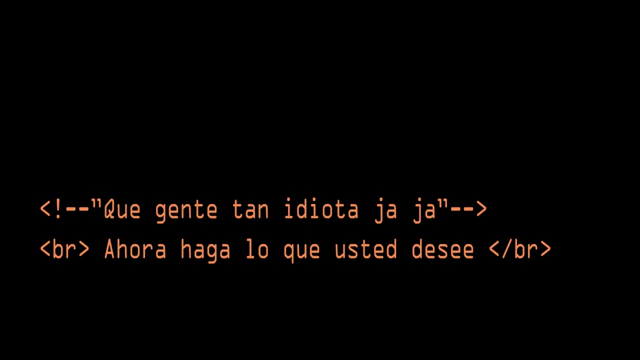 <!--"Que gente tan idiota ja ja"-->
<br> Ahora haga lo que usted desee </br>